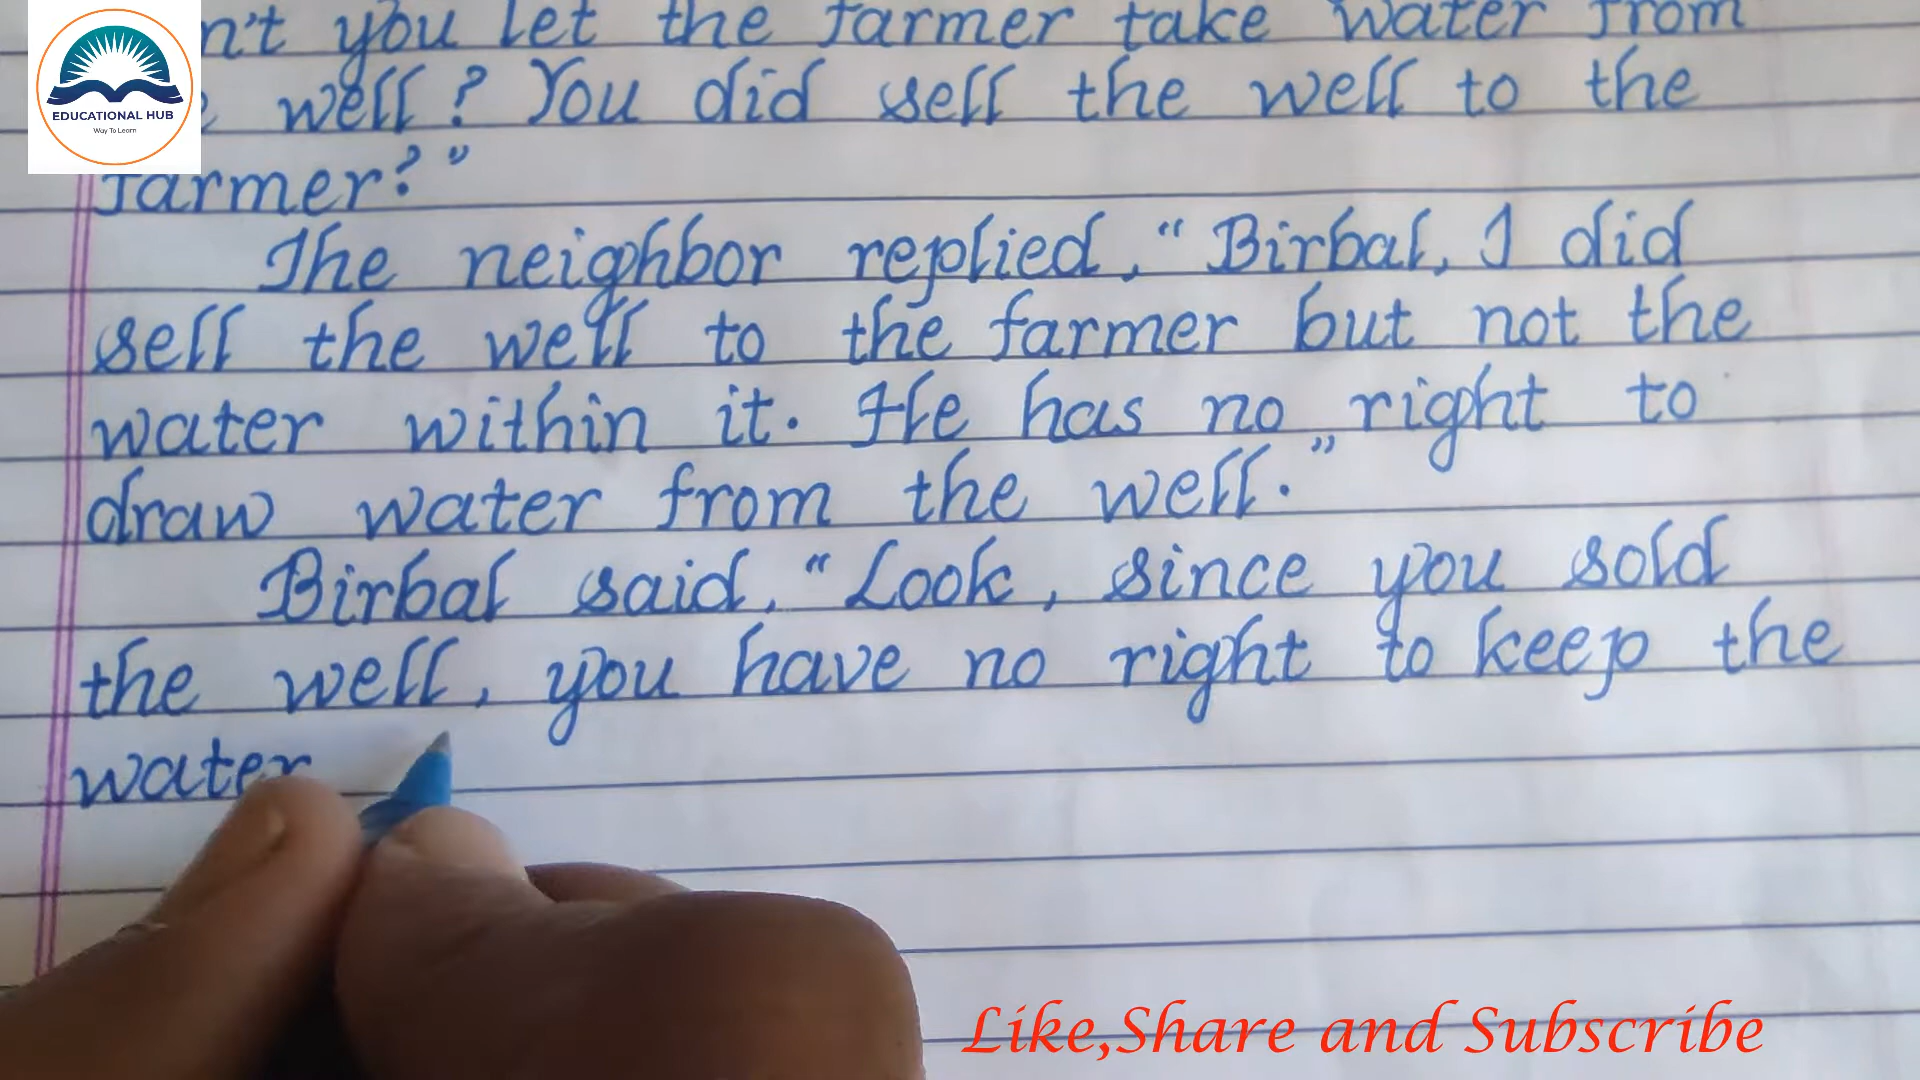 EDUCATIONAL HUB
Way To Learn
n't you let the farmer take water from
well? You did sell the well to the
farmer?"
The neighbor replied, "Birbal, I did
sell the well to the farmer but not the
water within it. He has no right to
draw water from the well."
Birbal said, "Look, since you sold
the well, you have no right to keep the
water
Like,Share and Subscribe